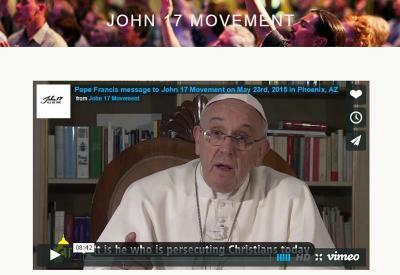 JOHN 17 MOVEMENT
John 17
Pope Francis message to John 17 Movement on May 23rd, 2015 in Phoenix, AZ
from John 17 Movement
t is he who is persecuting Christians today
08:42
HD
vimeo